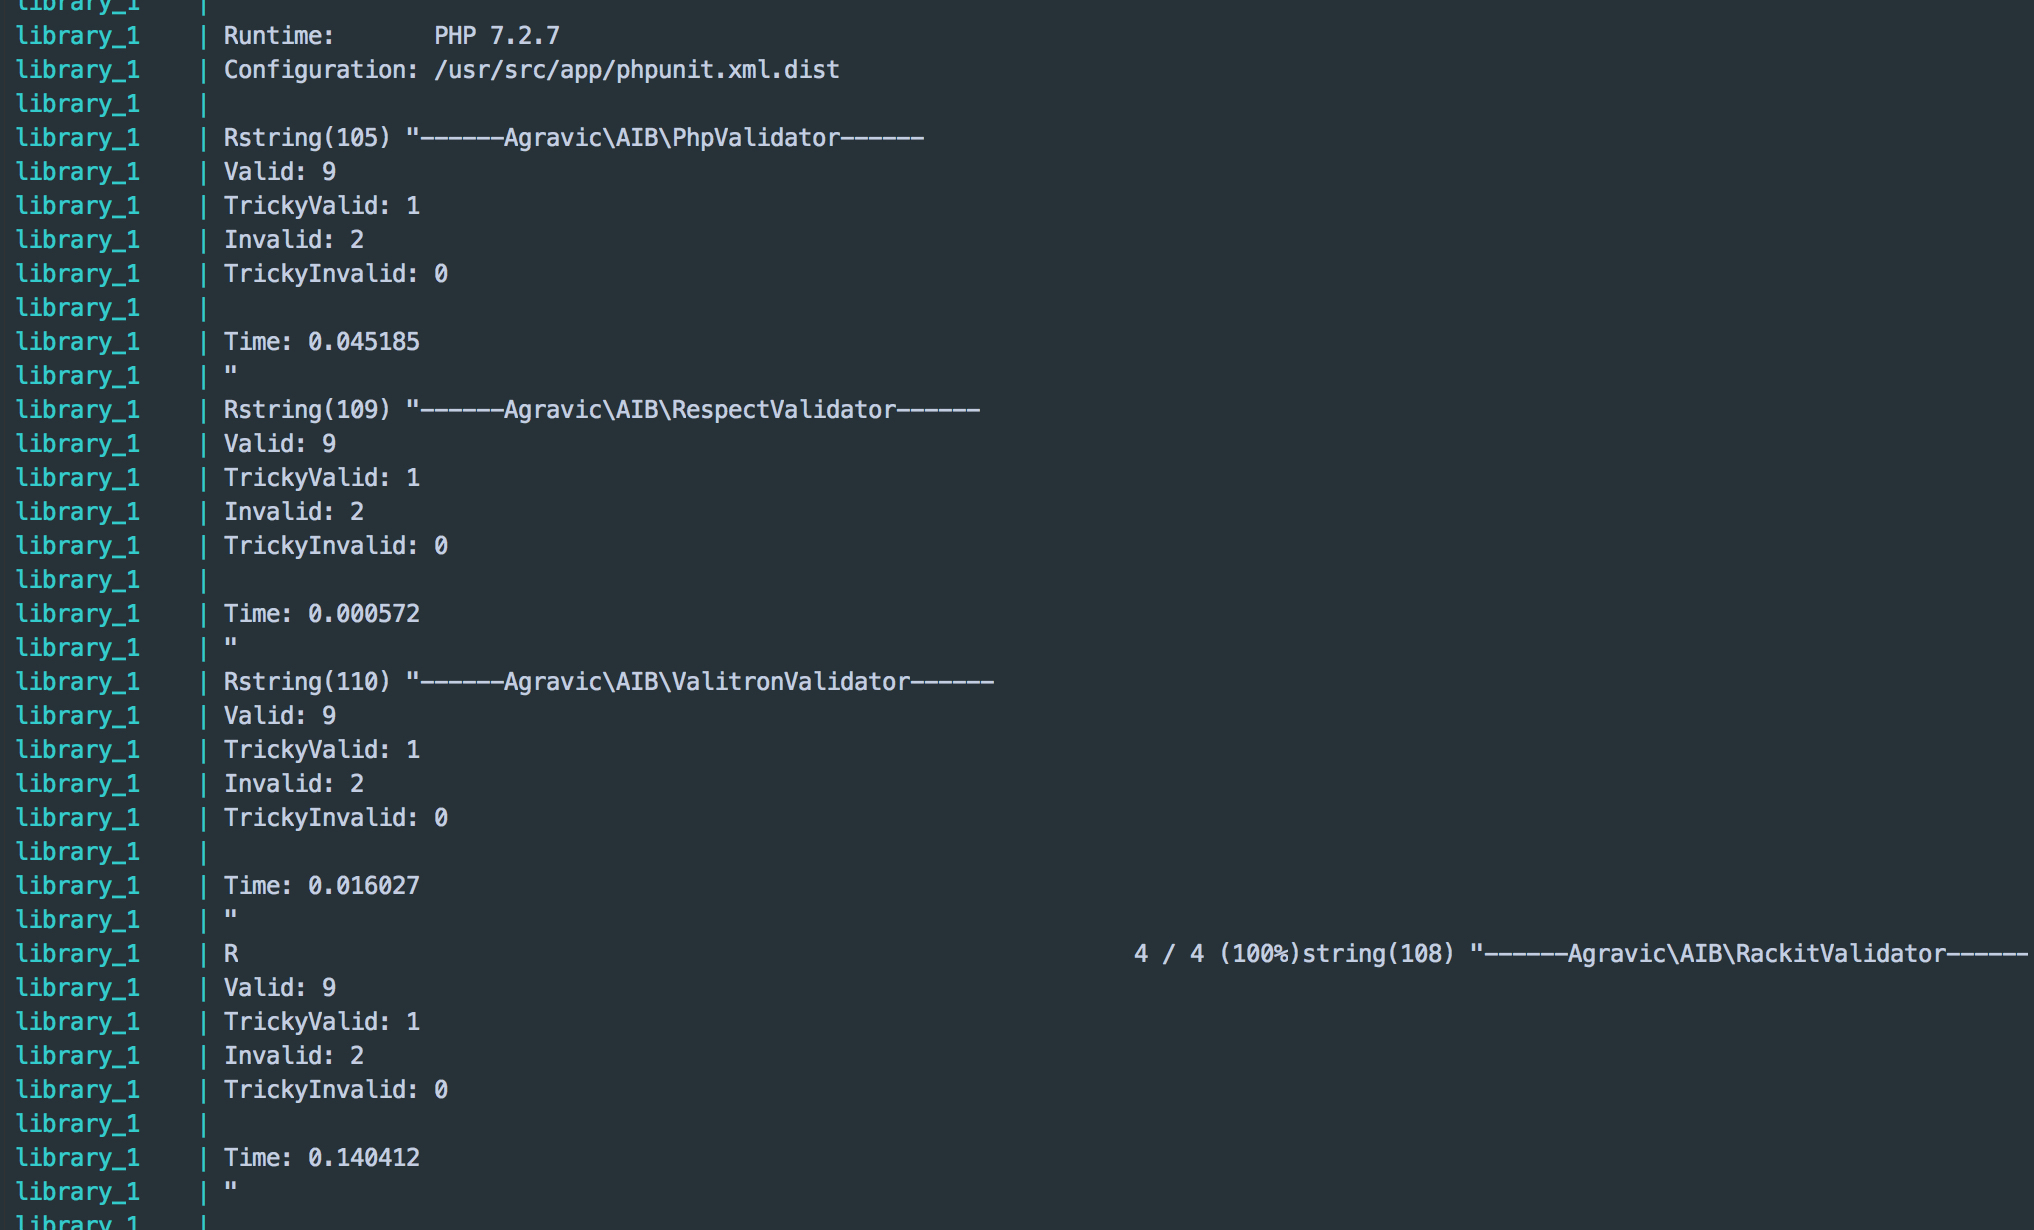 library_1    |
library_1    | Runtime:       PHP 7.2.7
library_1    | Configuration: /usr/src/app/phpunit.xml.dist
library_1    |
library_1    | Rstring(105) "------Agravic\AIB\PhpValidator------
library_1    | Valid: 9
library_1    | TrickyValid: 1
library_1    | Invalid: 2
library_1    | TrickyInvalid: 0
library_1    |
library_1    | Time: 0.045185
library_1    | "
library_1    | Rstring(109) "------Agravic\AIB\RespectValidator------
library_1    | Valid: 9
library_1    | TrickyValid: 1
library_1    | Invalid: 2
library_1    | TrickyInvalid: 0
library_1    |
library_1    | Time: 0.000572
library_1    | "
library_1    | Rstring(110) "------Agravic\AIB\ValitronValidator------
library_1    | Valid: 9
library_1    | TrickyValid: 1
library_1    | Invalid: 2
library_1    | TrickyInvalid: 0
library_1    |
library_1    | Time: 0.016027
library_1    | "
library_1    | R                                                                4 / 4 (100%)string(108) "------Agravic\AIB\RackitValidator------
library_1    | Valid: 9
library_1    | TrickyValid: 1
library_1    | Invalid: 2
library_1    | TrickyInvalid: 0
library_1    |
library_1    | Time: 0.140412
library_1    | "
library_1    |